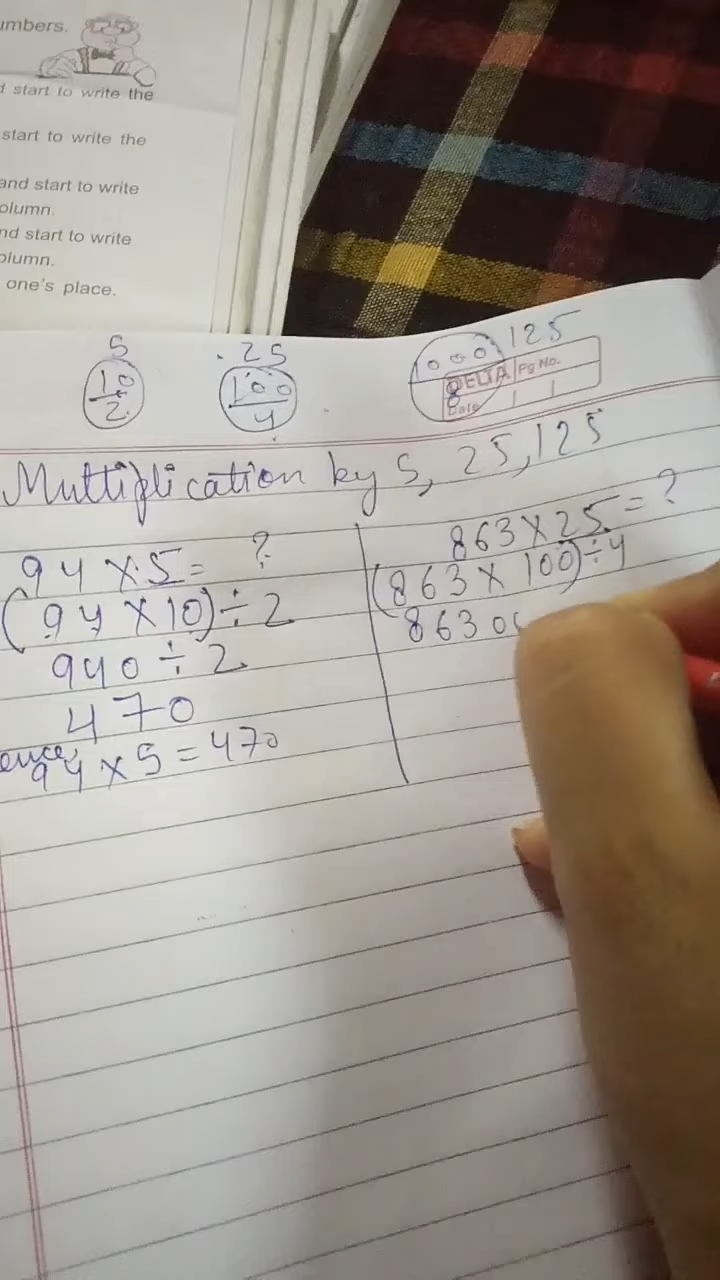 umbers.
d start to write the
start to write the
and start to write
olumn.
nd start to write
olumn.
one's place.
5
10
2
.25
100
4
125
1000
8
DELTA Pg No.
Date
Multiplication by 5, 25, 125
94 × 5 = ?
(94 × 10) ÷ 2
940 ÷ 2
470
ence,
94 × 5 = 470
863 × 25 = ?
(863 × 100) ÷ 4
8630